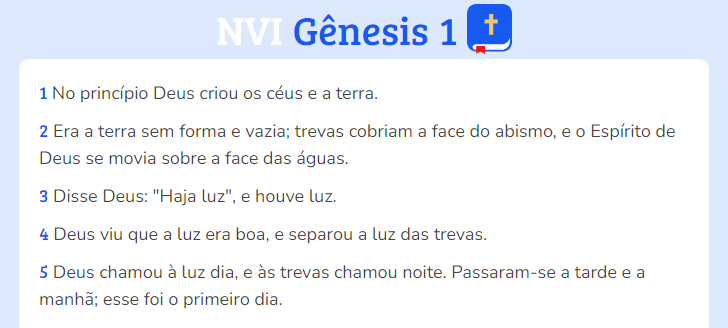 NVI Gênesis 1
1 No princípio Deus criou os céus e a terra.
2 Era a terra sem forma e vazia; trevas cobriam a face do abismo, e o Espírito de
Deus se movia sobre a face das águas.
3 Disse Deus: "Haja luz", e houve luz.
4 Deus viu que a luz era boa, e separou a luz das trevas.
5 Deus chamou à luz dia, e às trevas chamou noite. Passaram-se a tarde e a
manhã; esse foi o primeiro dia.